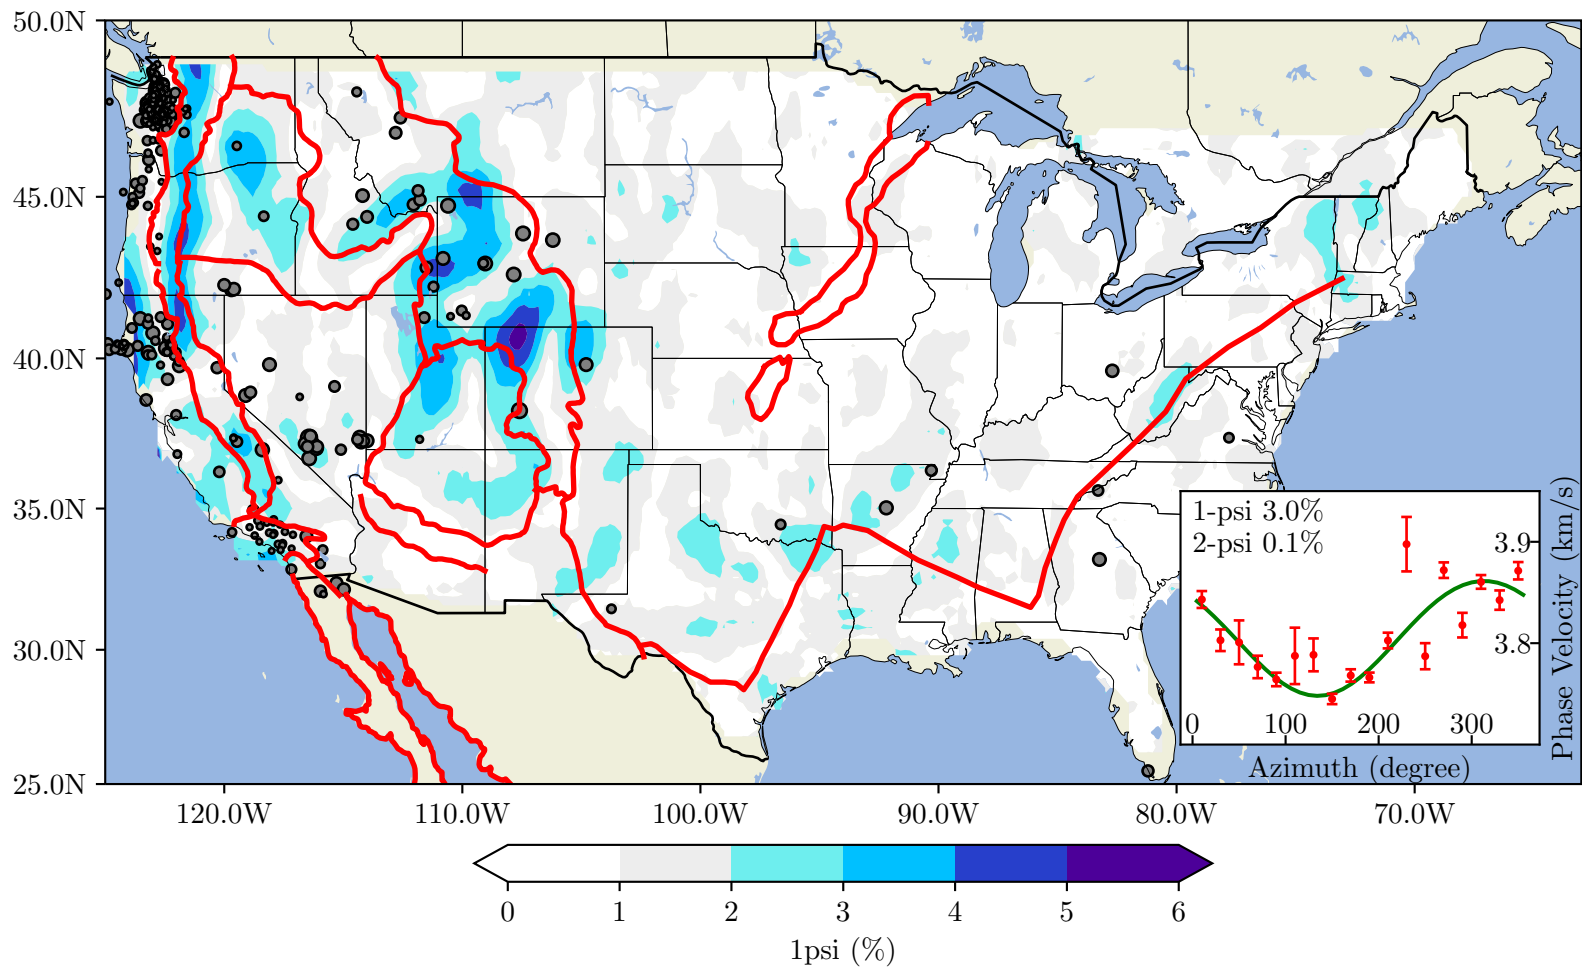 50.0N
45.0N
40.0N
35.0N
30.0N
25.0N
120.0W 110.0W 100.0W 90.0W 80.0W 70.0W
1-psi 3.0%
2-psi 0.1%
3.9
3.8
0 100 200 300
Azimuth (degree)
Phase Velocity (km/s)
0 1 2 3 4 5 6
1psi (%)